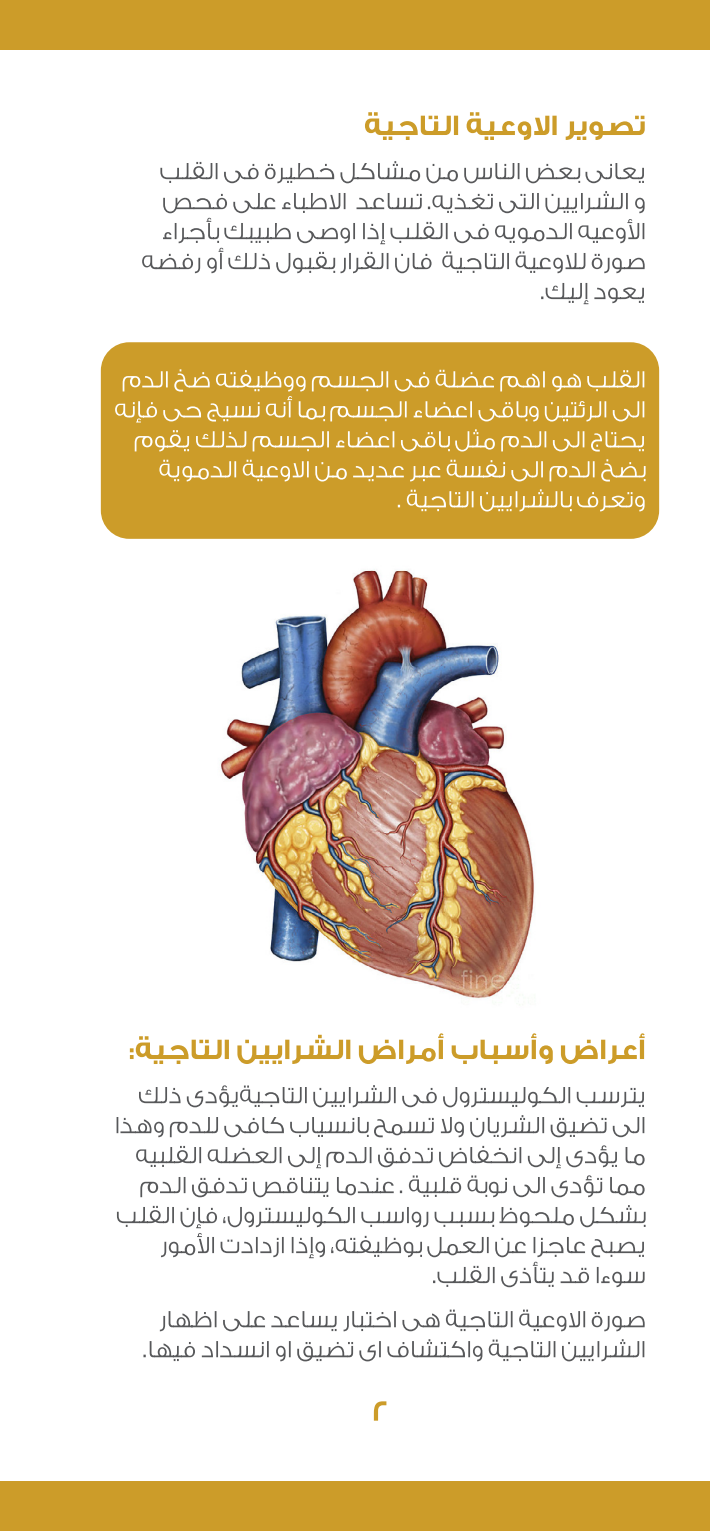 تصوير الاوعية التاجية
يعانى بعض الناس من مشاكل خطيرة فى القلب
و الشرايين التى تغذيه. تساعد الاطباء على فحص
الأوعيه الدمويه فى القلب إذا اوصى طبيبك بأجراء
صورة للاوعية التاجية فان القرار بقبول ذلك أو رفضه
يعود إليك.
القلب هو اهم عضلة فى الجسم ووظيفته ضخ الدم
الى الرئتين وباقى اعضاء الجسم بما أنه نسيج حى فإنه
يحتاج الى الدم مثل باقى اعضاء الجسم لذلك يقوم
بضخ الدم الى نفسة عبر عديد من الاوعية الدموية
وتعرف بالشرايين التاجية .
fine
أعراض وأسباب أمراض الشرايين التاجية:
يترسب الكوليسترول فى الشرايين التاجيةيؤدى ذلك
الى تضيق الشريان ولا تسمح بانسياب كافى للدم وهذا
ما يؤدى إلى انخفاض تدفق الدم إلى العضله القلبيه
مما تؤدى الى نوبة قلبية . عندما يتناقص تدفق الدم
بشكل ملحوظ بسبب رواسب الكوليسترول، فإن القلب
يصبح عاجزا عن العمل بوظيفته، وإذا ازدادت الأمور
سوءا قد يتأذى القلب.
صورة الاوعية التاجية هى اختبار يساعد على اظهار
الشرايين التاجية واكتشاف اى تضيق او انسداد فيها.
٢